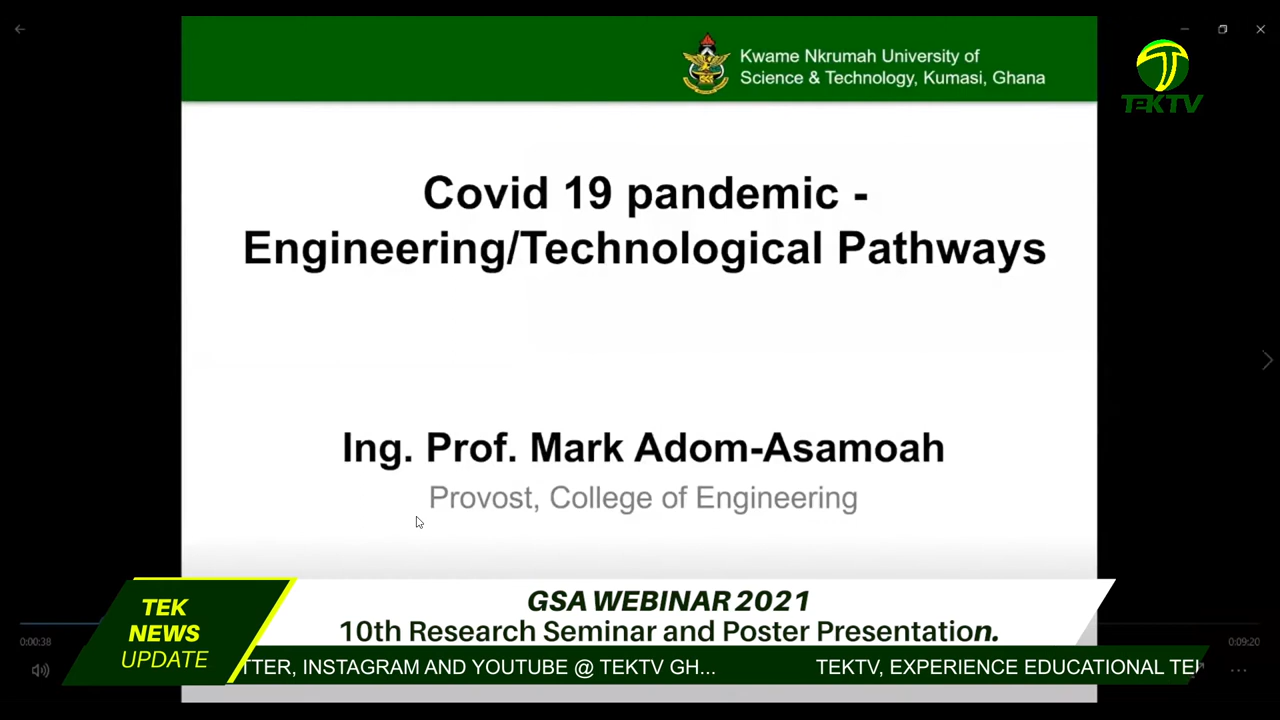 Kwame Nkrumah University of
Science & Technology, Kumasi, Ghana
TEKTV
Covid 19 pandemic -
Engineering/Technological Pathways
Ing. Prof. Mark Adom-Asamoah
Provost, College of Engineering
GSA WEBINAR 2021
10th Research Seminar and Poster Presentation.
TEK
NEWS
UPDATE
0:00:38
0:09:20
TTER, INSTAGRAM AND YOUTUBE @ TEKTV GH... TEKTV, EXPERIENCE EDUCATIONAL TE